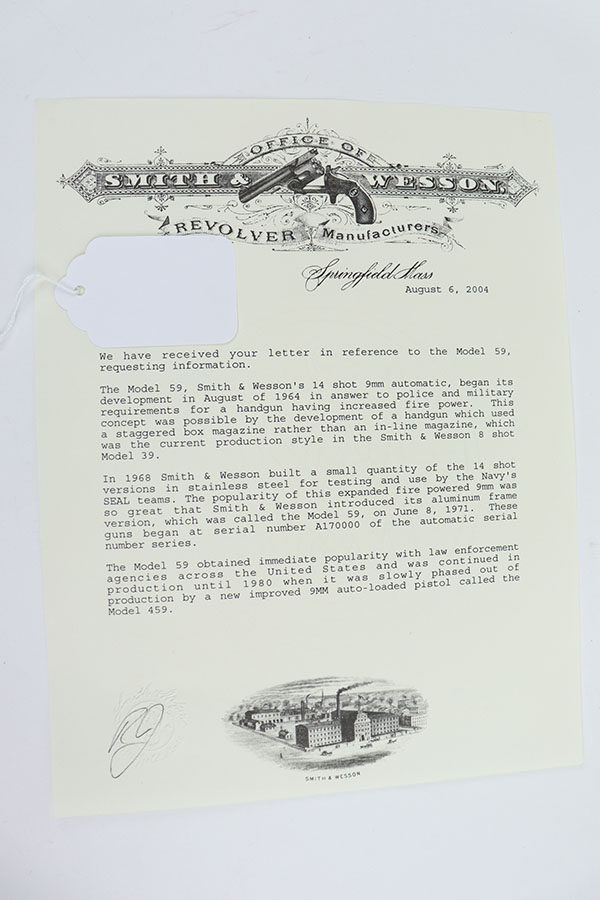 OFFICE OF
SMITH & WESSON,
REVOLVER Manufacturers
Springfield Mass
August 6, 2004
We have received your letter in reference to the Model 59,
requesting information.
The Model 59, Smith & Wesson's 14 shot 9mm automatic, began its
development in August of 1964 in answer to police and military
requirements for a handgun having increased fire power. This
concept was possible by the development of a handgun which used
a staggered box magazine rather than an in-line magazine, which
was the current production style in the Smith & Wesson 8 shot
Model 39.
In 1968 Smith & Wesson built a small quantity of the 14 shot
versions in stainless steel for testing and use by the Navy's
SEAL teams. The popularity of this expanded fire powered 9mm was
so great that Smith & Wesson introduced its aluminum frame
version, which was called the Model 59, on June 8, 1971. These
guns began at serial number A170000 of the automatic serial
number series.
The Model 59 obtained immediate popularity with law enforcement
agencies across the United States and was continued in
production until 1980 when it was slowly phased out of
production by a new improved 9MM auto-loaded pistol called the
Model 459.
SMITH & WESSON